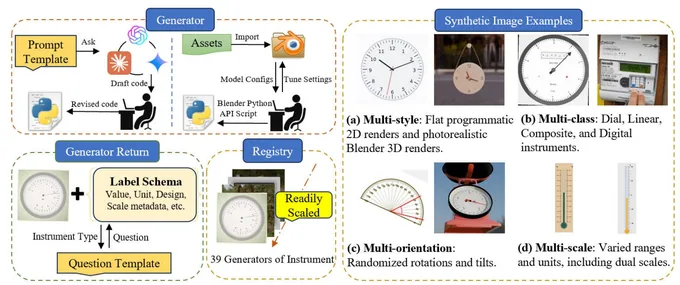 Generator
Prompt
Template
Ask
Draft code
Revised code
Assets
Import
Model Configs
Tune Settings
Blender Python
API Script
Generator Return
Label Schema
Value, Unit, Design,
Scale metadata, etc.
Instrument Type
Question
Question Template
Registry
Readily
Scaled
39 Generators of Instrument
Synthetic Image Examples
(a) Multi-style: Flat programmatic
2D renders and photorealistic
Blender 3D renders.
(b) Multi-class: Dial, Linear,
Composite, and Digital
instruments.
(c) Multi-orientation:
Randomized rotations and tilts.
(d) Multi-scale: Varied ranges
and units, including dual scales.